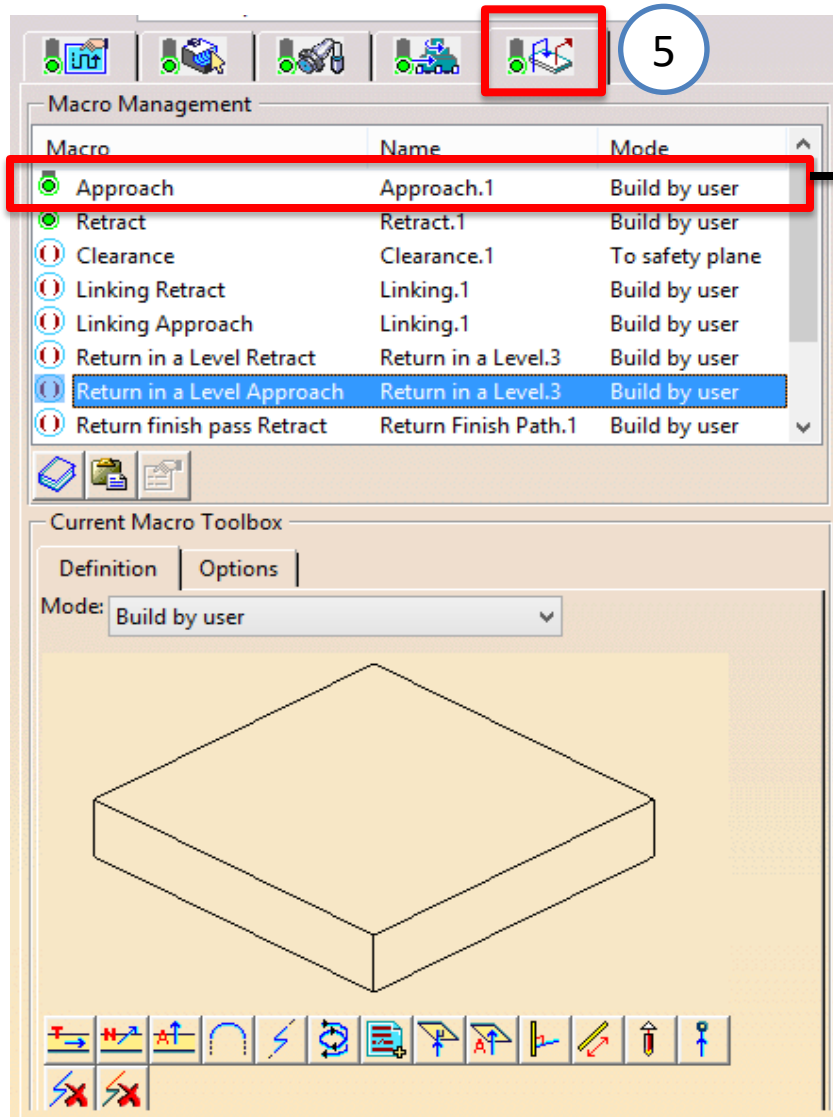 5
Macro Management
Macro Name Mode
Approach Approach.1 Build by user
Retract Retract.1 Build by user
Clearance Clearance.1 To safety plane
Linking Retract Linking.1 Build by user
Linking Approach Linking.1 Build by user
Return in a Level Retract Return in a Level.3 Build by user
Return in a Level Approach Return in a Level.3 Build by user
Return finish pass Retract Return Finish Path.1 Build by user
Current Macro Toolbox
Definition Options
Mode: Build by user
T N A
A